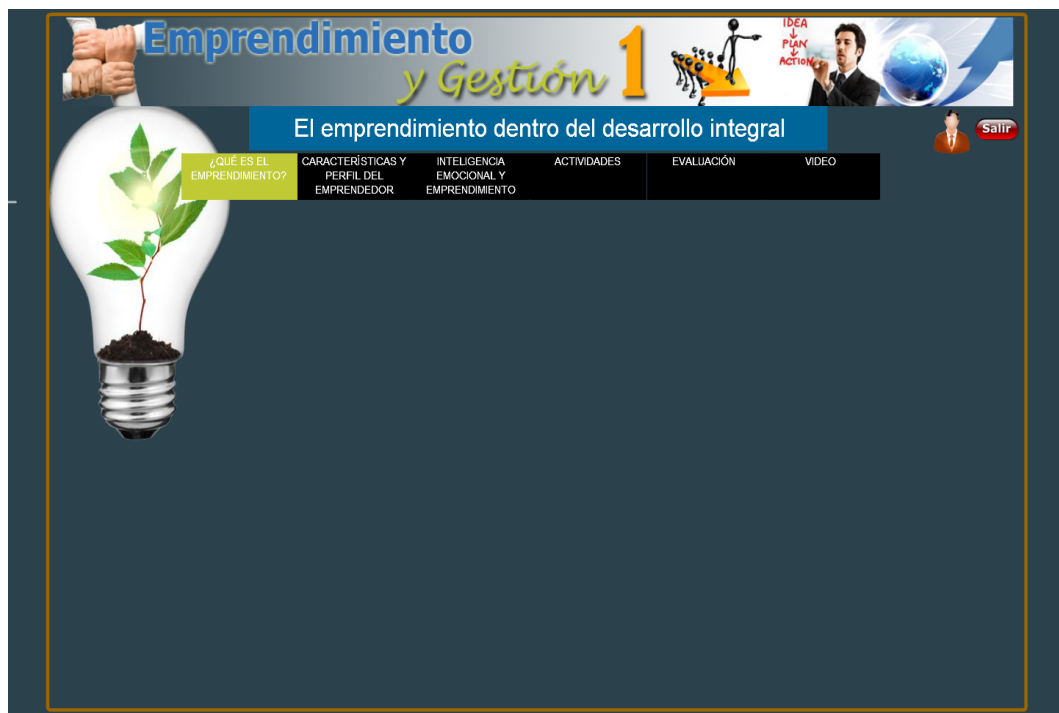 Emprendimiento
y Gestión 1
IDEA
PLAN
ACTION
El emprendimiento dentro del desarrollo integral
Salir
¿QUÉ ES EL
EMPRENDIMIENTO?
CARACTERÍSTICAS Y
PERFIL DEL
EMPRENDEDOR
INTELIGENCIA
EMOCIONAL Y
EMPRENDIMIENTO
ACTIVIDADES
EVALUACIÓN
VIDEO